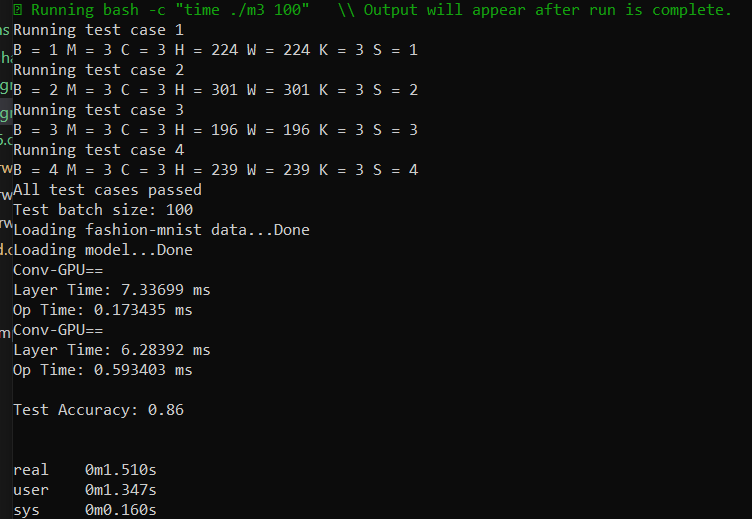 Running bash -c "time ./m3 100"   \\ Output will appear after run is complete.
Running test case 1
B = 1 M = 3 C = 3 H = 224 W = 224 K = 3 S = 1
Running test case 2
B = 2 M = 3 C = 3 H = 301 W = 301 K = 3 S = 2
Running test case 3
B = 3 M = 3 C = 3 H = 196 W = 196 K = 3 S = 3
Running test case 4
B = 4 M = 3 C = 3 H = 239 W = 239 K = 3 S = 4
All test cases passed
Test batch size: 100
Loading fashion-mnist data...Done
Loading model...Done
Conv-GPU==
Layer Time: 7.33699 ms
Op Time: 0.173435 ms
Conv-GPU==
Layer Time: 6.28392 ms
Op Time: 0.593403 ms
Test Accuracy: 0.86
real    0m1.510s
user    0m1.347s
sys     0m0.160s